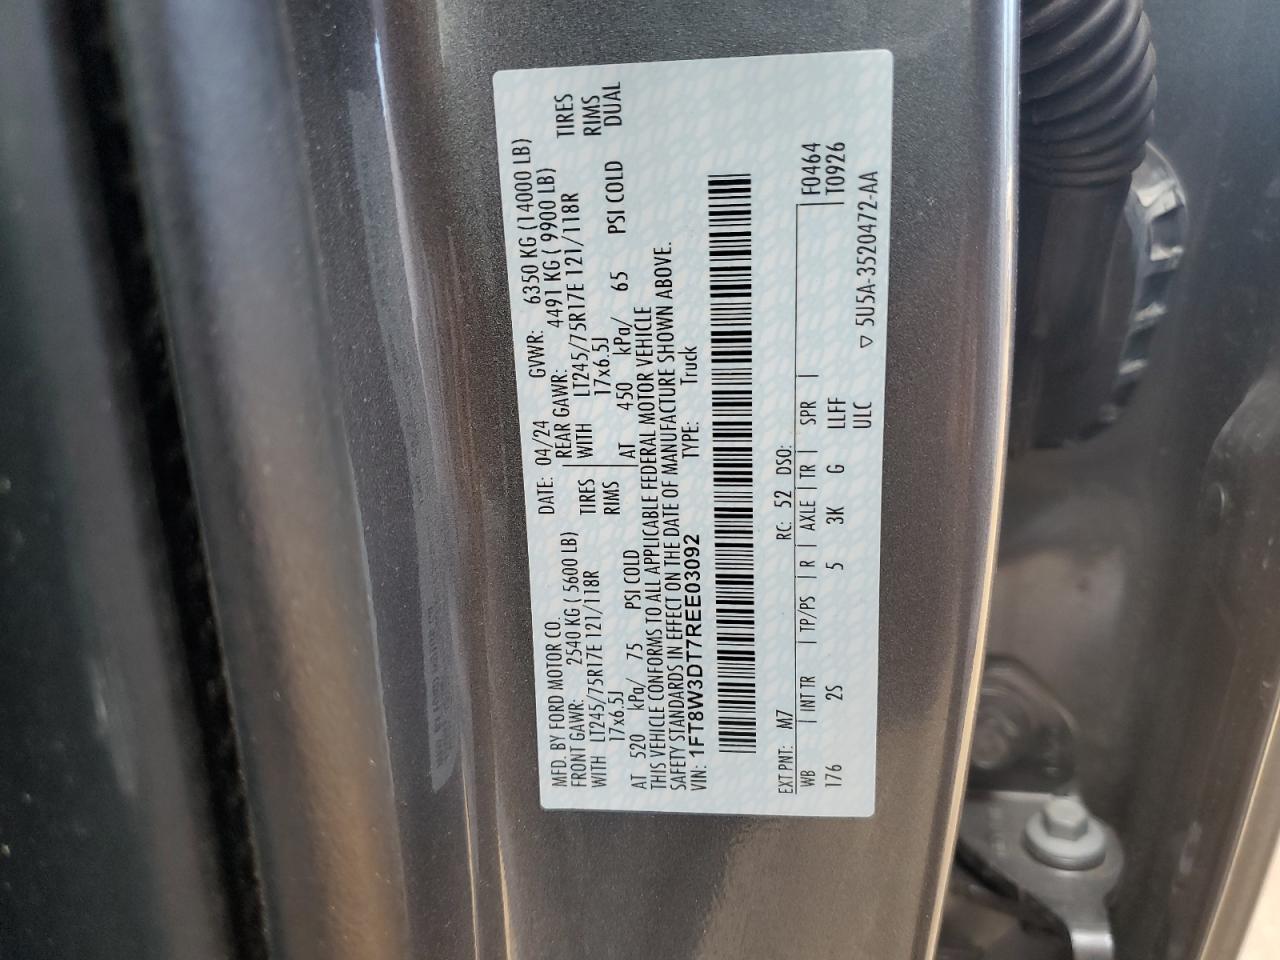 MFD. BY FORD MOTOR CO.
DATE: 04/24 GVWR: 6350 KG (14000 LB)
FRONT GAWR: 2540 KG ( 5600 LB) REAR GAWR: 4491 KG ( 9900 LB)
WITH LT245/75R17E 121/118R TIRES WITH LT245/75R17E 121/118R TIRES
17x6.5J RIMS 17x6.5J RIMS
AT 520 kPa/ 75 PSI COLD AT 450 kPa/ 65 PSI COLD DUAL
THIS VEHICLE CONFORMS TO ALL APPLICABLE FEDERAL MOTOR VEHICLE
SAFETY STANDARDS IN EFFECT ON THE DATE OF MANUFACTURE SHOWN ABOVE.
VIN: 1FT8W3DT7REE03092 TYPE: Truck
EXT PNT: M7 RC: 52 DSO:
WB INT TR TP/PS R AXLE TR SPR F0464
176 2S 5 3K G LLFF T0926
ULC
▽ 5U5A-3520472-AA